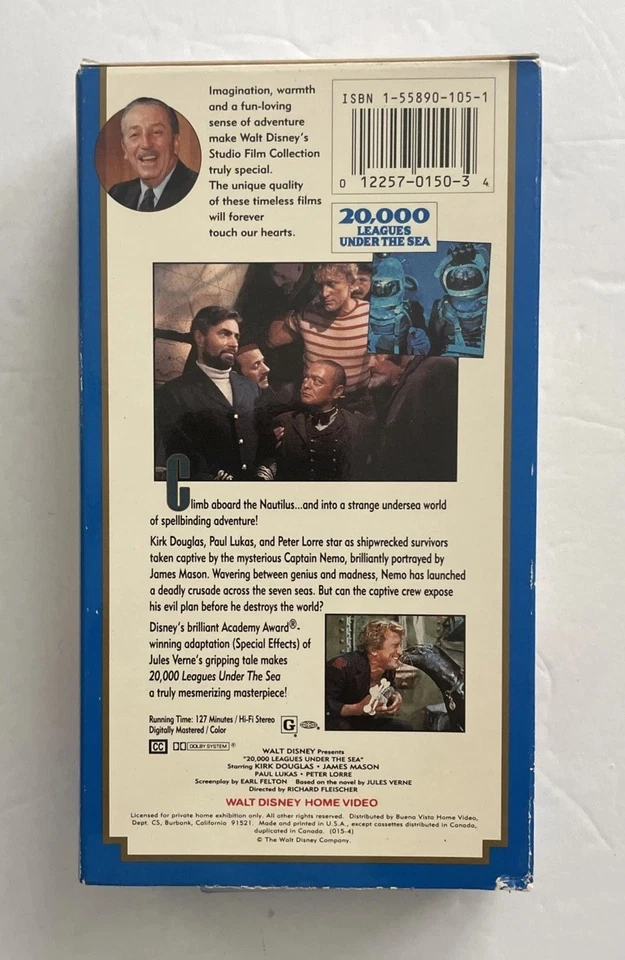 Imagination, warmth
and a fun-loving
sense of adventure
make Walt Disney's
Studio Film Collection
truly special.
The unique quality
of these timeless films
will forever
touch our hearts.
ISBN 1-55890-105-1
0 12257-0150-3 4
20,000
LEAGUES
UNDER THE SEA
Climb aboard the Nautilus...and into a strange undersea world
of spellbinding adventure!
Kirk Douglas, Paul Lukas, and Peter Lorre star as shipwrecked survivors
taken captive by the mysterious Captain Nemo, brilliantly portrayed by
James Mason. Wavering between genius and madness, Nemo has launched
a deadly crusade across the seven seas. But can the captive crew expose
his evil plan before he destroys the world?
Disney's brilliant Academy Award®-
winning adaptation (Special Effects) of
Jules Verne's gripping tale makes
20,000 Leagues Under The Sea
a truly mesmerizing masterpiece!
Running Time: 127 Minutes / Hi-Fi Stereo
Digitally Mastered / Color
G ®
CC DOLBY SYSTEM ®
WALT DISNEY Presents
"20,000 LEAGUES UNDER THE SEA"
Starring KIRK DOUGLAS • JAMES MASON
PAUL LUKAS • PETER LORRE
Screenplay by EARL FELTON Based on the novel by JULES VERNE
Directed by RICHARD FLEISCHER
WALT DISNEY HOME VIDEO
Licensed for private home exhibition only. All other rights reserved. Distributed by Buena Vista Home Video,
Dept. CS, Burbank, California 91521. Made and printed in U.S.A., except cassettes distributed in Canada,
duplicated in Canada. (015-4)
© The Walt Disney Company.